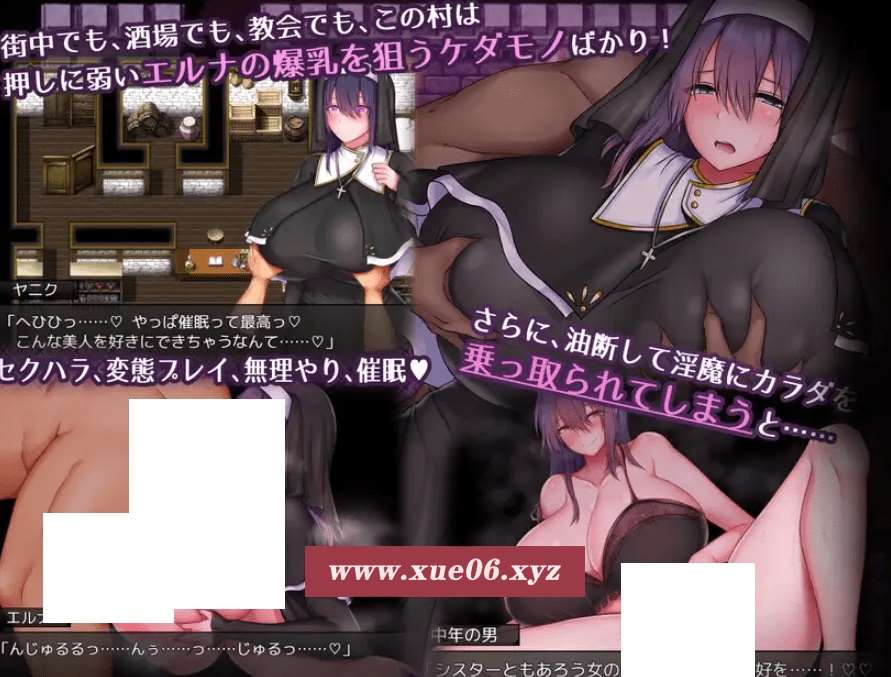 街中でも、酒場でも、教会でも、この村は
押しに弱いエルナの爆乳を狙うケダモノばかり！
ヤニク
「へひひっ……♡ やっぱ催眠って最高っ♡
こんな美人を好きにできちゃうなんて……♡」
セクハラ、変態プレイ、無理やり、催眠♥
さらに、油断して淫魔にカラダを
乗っ取られてしまうと……
www.xue06.xyz
エルナ
「んじゅるるっ……んぅ……っ……じゅるっ……♡」
中年の男
「シスターともあろう女の
好を……！♡♡